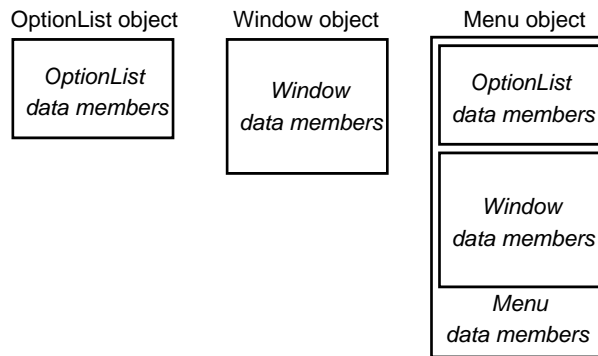 OptionList object
Window object
Menu object
OptionList
data members
Window
data members
OptionList
data members
Window
data members
Menu
data members